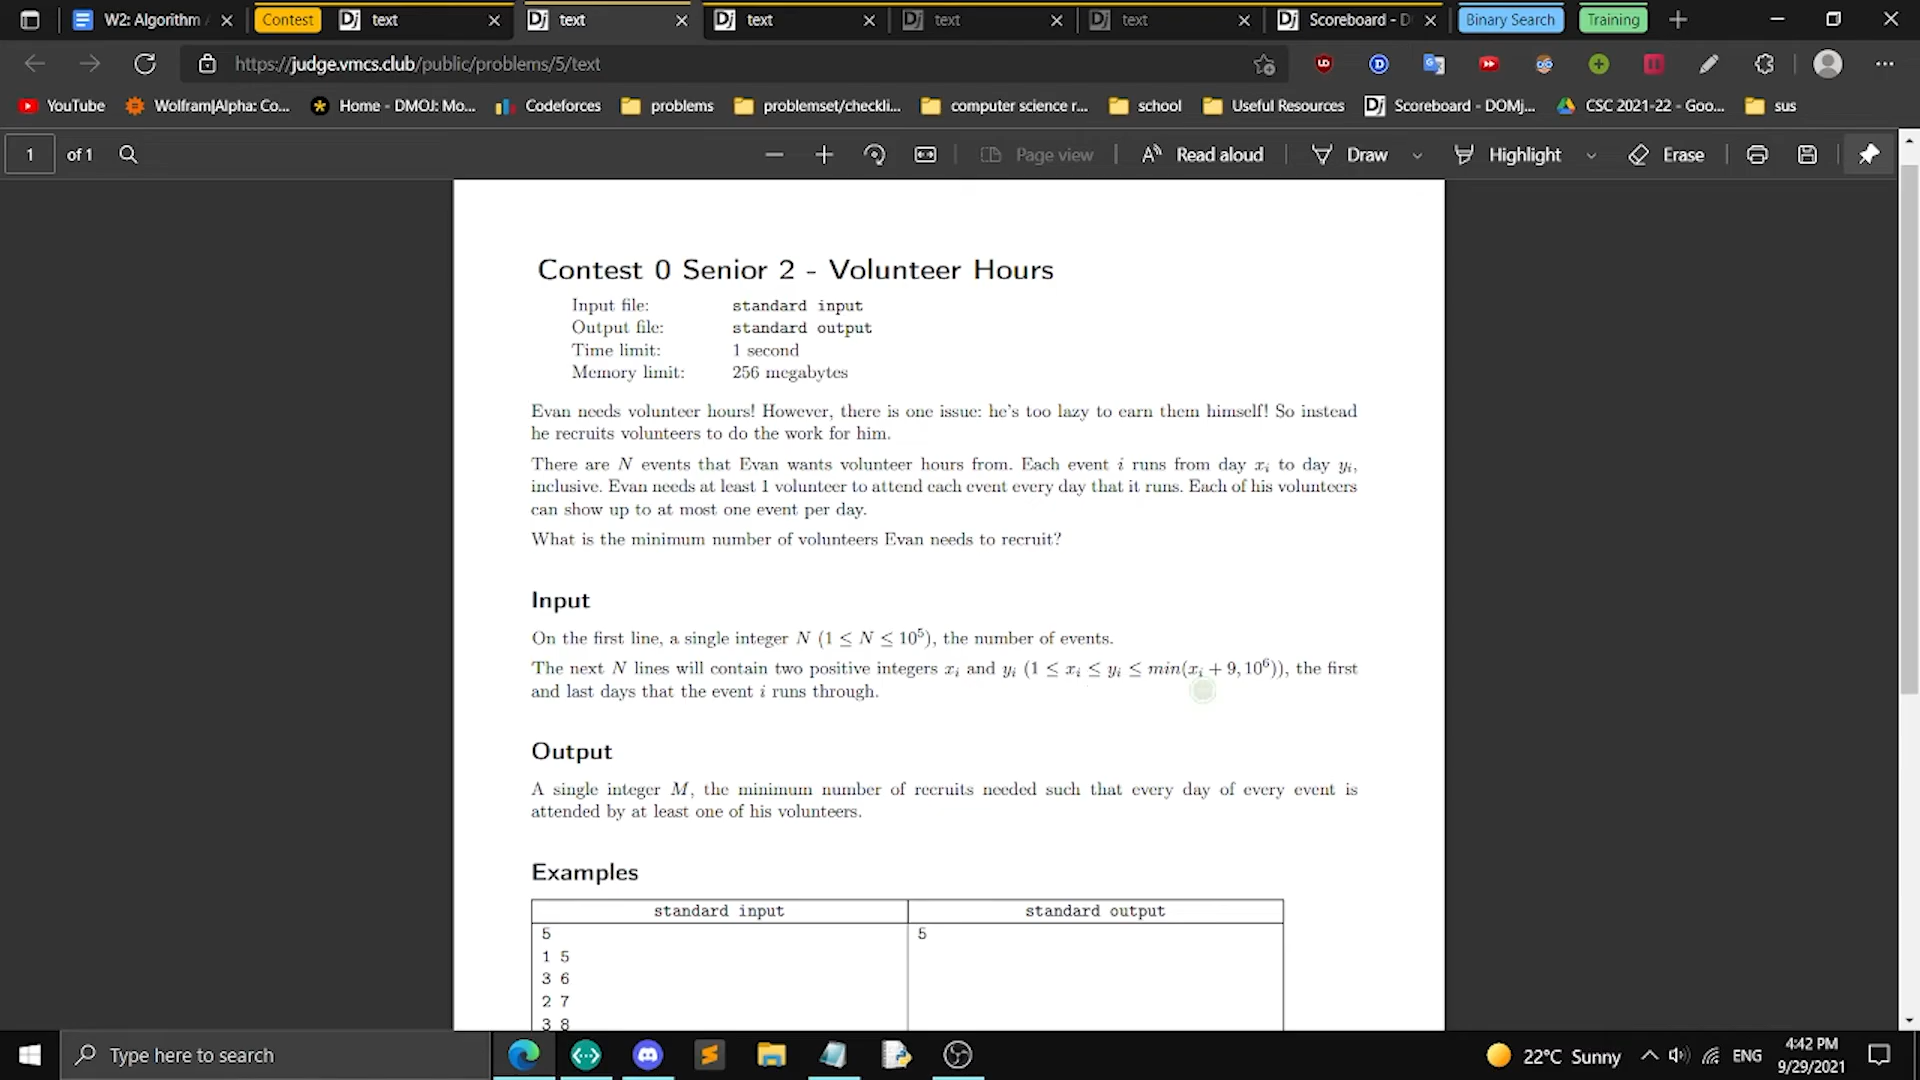 W2: Algorithm
Contest
text
text
text
text
text
Scoreboard - D
Binary Search
Training
https://judge.vmcs.club/public/problems/5/text
YouTube
Wolfram|Alpha: Co...
Home - DMOJ: Mo...
Codeforces
problems
problemset/checkli...
computer science r...
school
Useful Resources
Scoreboard - DOMj...
CSC 2021-22 - Goo...
sus
1
of 1
Page view
Read aloud
Draw
Highlight
Erase
Contest 0 Senior 2 - Volunteer Hours
Input file: standard input
Output file: standard output
Time limit: 1 second
Memory limit: 256 megabytes
Evan needs volunteer hours! However, there is one issue: he's too lazy to earn them himself! So instead
he recruits volunteers to do the work for him.
There are N events that Evan wants volunteer hours from. Each event i runs from day xᵢ to day yᵢ,
inclusive. Evan needs at least 1 volunteer to attend each event every day that it runs. Each of his volunteers
can show up to at most one event per day.
What is the minimum number of volunteers Evan needs to recruit?
Input
On the first line, a single integer N (1 ≤ N ≤ 10⁵), the number of events.
The next N lines will contain two positive integers xᵢ and yᵢ (1 ≤ xᵢ ≤ yᵢ ≤ min(xᵢ + 9, 10⁶)), the first
and last days that the event i runs through.
Output
A single integer M, the minimum number of recruits needed such that every day of every event is
attended by at least one of his volunteers.
Examples
standard input standard output
5 5
1 5
3 6
2 7
3 8
Type here to search
22°C Sunny
ENG
4:42 PM
9/29/2021